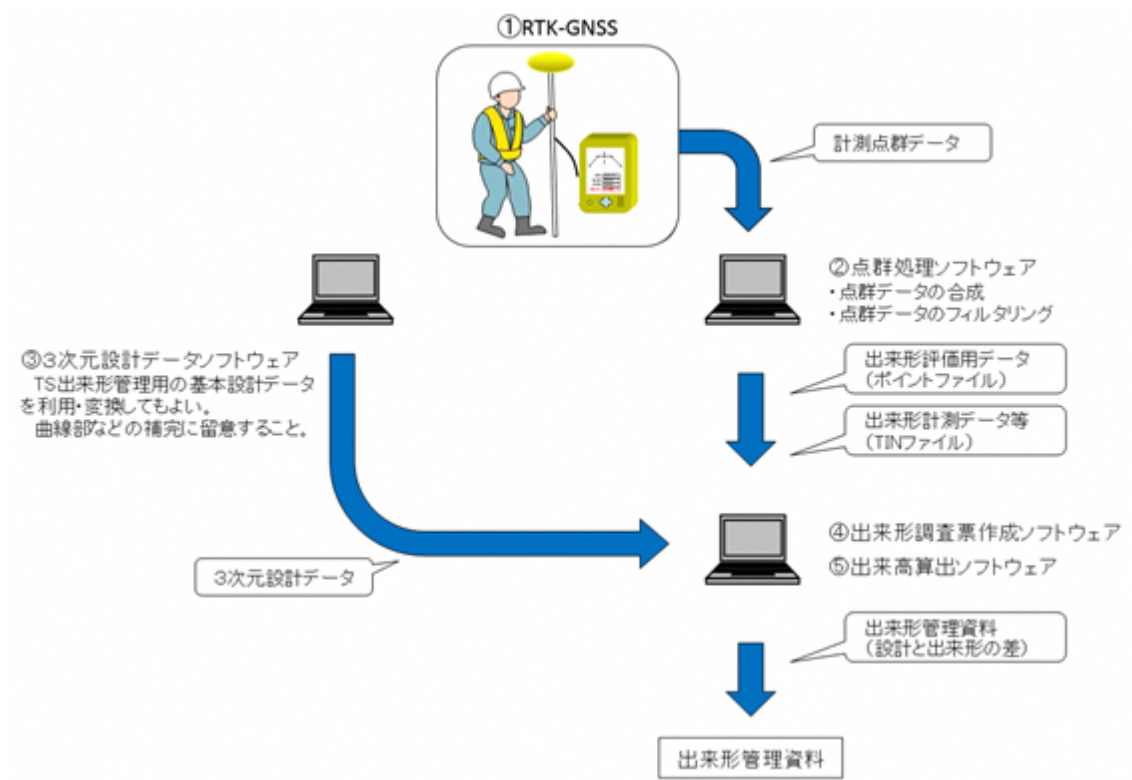 ①RTK-GNSS
計測点群データ
②点群処理ソフトウェア
・点群データの合成
・点群データのフィルタリング
③3次元設計データソフトウェア
TS出来形管理用の基本設計データ
を利用・変換してもよい。
曲線部などの補完に留意すること。
出来形評価用データ
(ポイントファイル)
出来形計測データ等
(TINファイル)
④出来形調査票作成ソフトウェア
⑤出来高算出ソフトウェア
3次元設計データ
出来形管理資料
(設計と出来形の差)
出来形管理資料